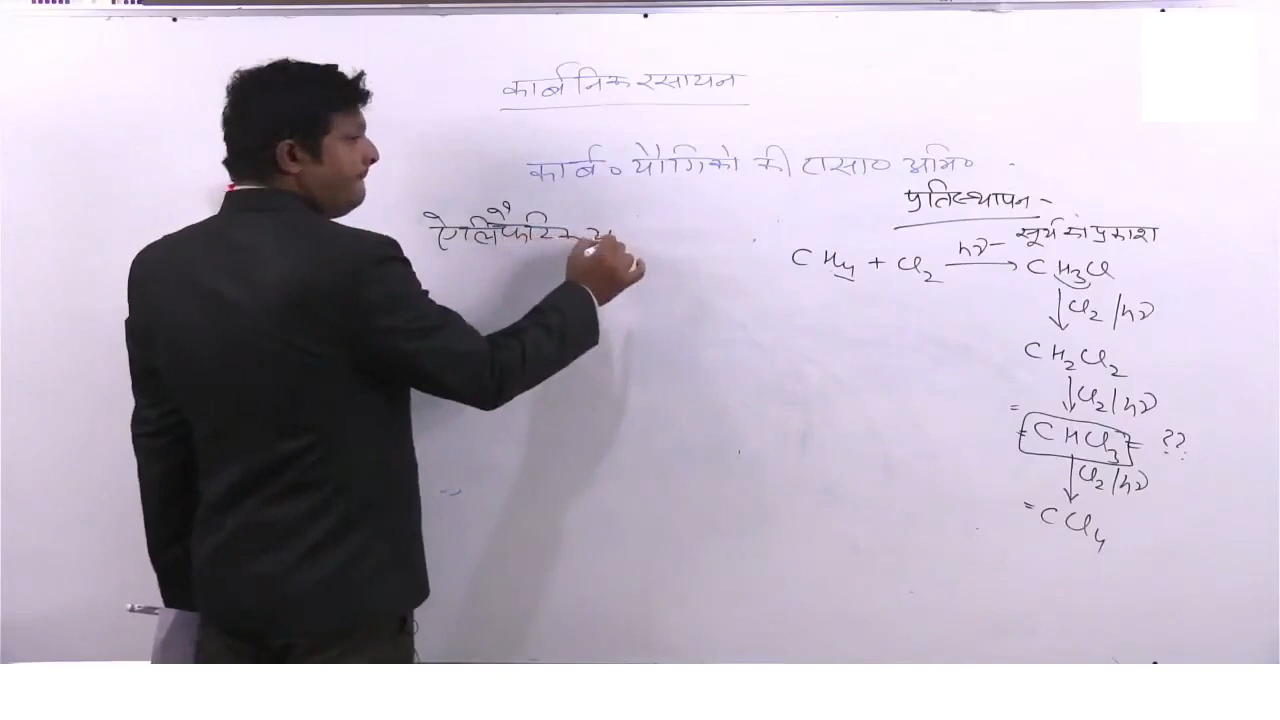 कार्बनिक रसायन
कार्ब० यौगिको की रासा० अभि०
प्रतिस्थापन -
ऐलिफैटिक
hν - सूर्य का प्रकाश
CH₄ + Cl₂ → CH₃Cl
↓ Cl₂/hν
CH₂Cl₂
↓ Cl₂/hν
= CHCl₃ = ??
↓ Cl₂/hν
= CCl₄